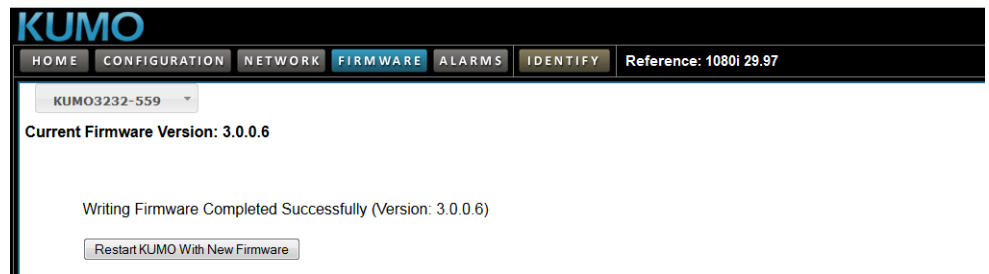 KUMO
HOME CONFIGURATION NETWORK FIRMWARE ALARMS IDENTIFY Reference: 1080i 29.97
KUMO3232-559
Current Firmware Version: 3.0.0.6
Writing Firmware Completed Successfully (Version: 3.0.0.6)
Restart KUMO With New Firmware